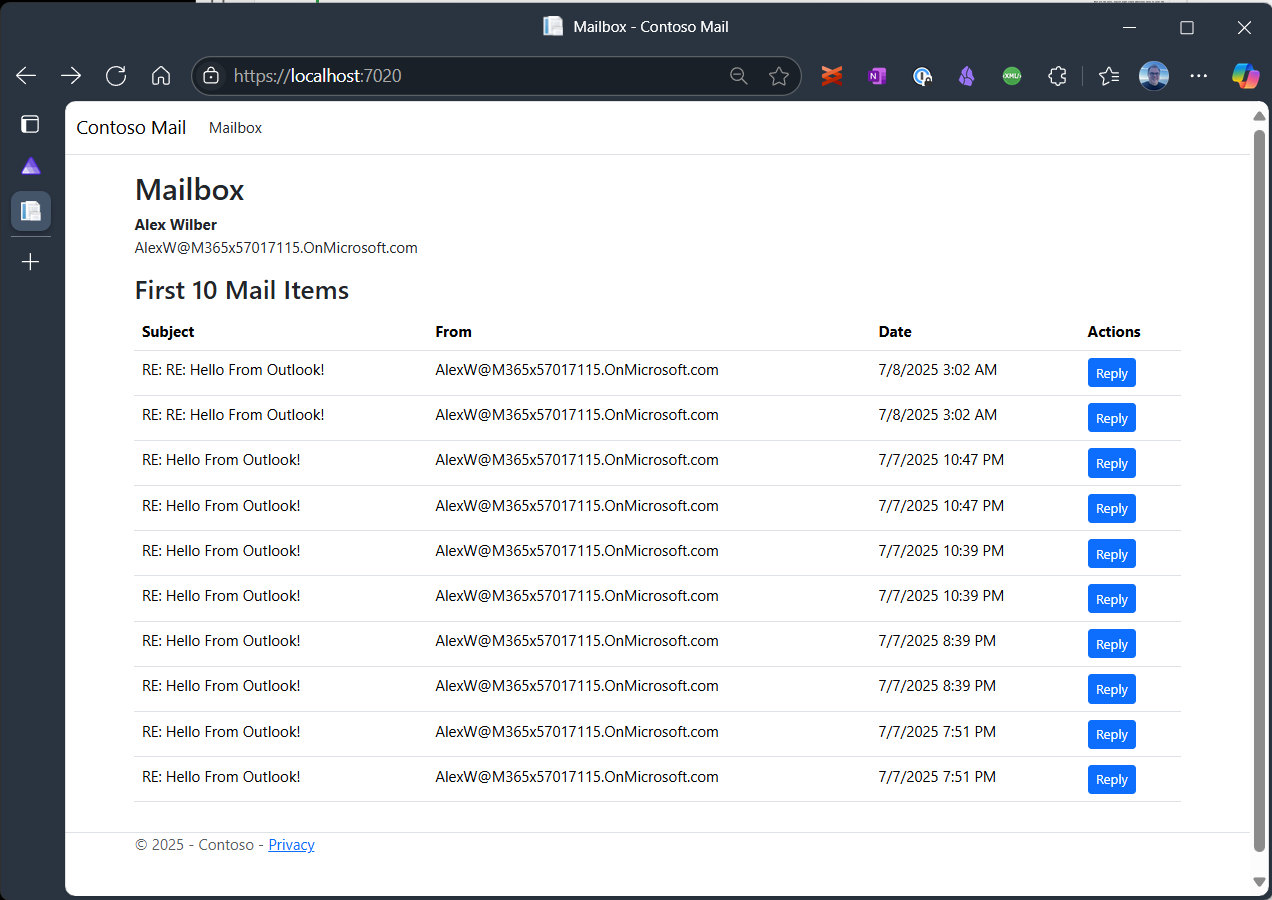 Mailbox - Contoso Mail
https://localhost:7020
N
XML
Contoso Mail Mailbox
Mailbox
Alex Wilber
AlexW@M365x57017115.OnMicrosoft.com
First 10 Mail Items
Subject From Date Actions
RE: RE: Hello From Outlook! AlexW@M365x57017115.OnMicrosoft.com 7/8/2025 3:02 AM Reply
RE: RE: Hello From Outlook! AlexW@M365x57017115.OnMicrosoft.com 7/8/2025 3:02 AM Reply
RE: Hello From Outlook! AlexW@M365x57017115.OnMicrosoft.com 7/7/2025 10:47 PM Reply
RE: Hello From Outlook! AlexW@M365x57017115.OnMicrosoft.com 7/7/2025 10:47 PM Reply
RE: Hello From Outlook! AlexW@M365x57017115.OnMicrosoft.com 7/7/2025 10:39 PM Reply
RE: Hello From Outlook! AlexW@M365x57017115.OnMicrosoft.com 7/7/2025 10:39 PM Reply
RE: Hello From Outlook! AlexW@M365x57017115.OnMicrosoft.com 7/7/2025 8:39 PM Reply
RE: Hello From Outlook! AlexW@M365x57017115.OnMicrosoft.com 7/7/2025 8:39 PM Reply
RE: Hello From Outlook! AlexW@M365x57017115.OnMicrosoft.com 7/7/2025 7:51 PM Reply
RE: Hello From Outlook! AlexW@M365x57017115.OnMicrosoft.com 7/7/2025 7:51 PM Reply
© 2025 - Contoso - Privacy